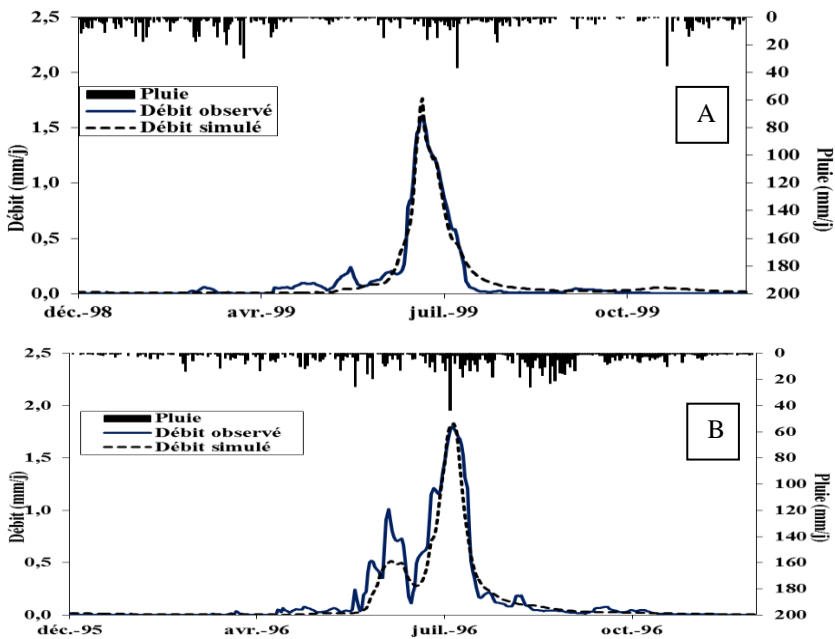 2,5
2,0
1,5
1,0
0,5
0,0
Débit (mm/j)
Pluie
Débit observé
Débit simulé
A
0
20
40
60
80
100
120
140
160
180
200
Pluie (mm/j)
déc.-98
avr.-99
juil.-99
oct.-99
2,5
2,0
1,5
1,0
0,5
0,0
Débit (mm/j)
Pluie
Débit observé
Débit simulé
B
0
20
40
60
80
100
120
140
160
180
200
Pluie (mm/j)
déc.-95
avr.-96
juil.-96
oct.-96